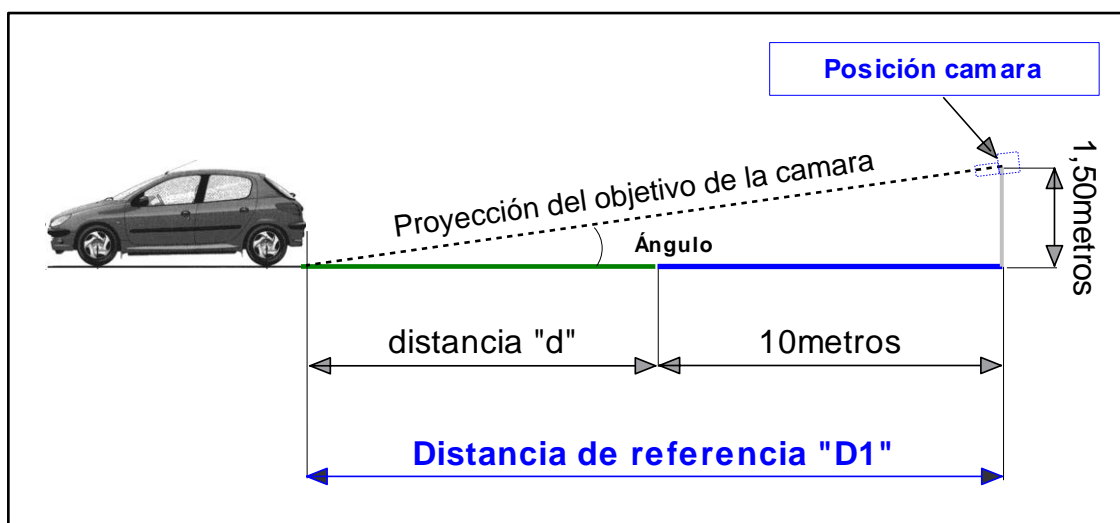 Posición camara
Proyección del objetivo de la camara
1,50metros
Ángulo
distancia "d"
10metros
Distancia de referencia "D1"